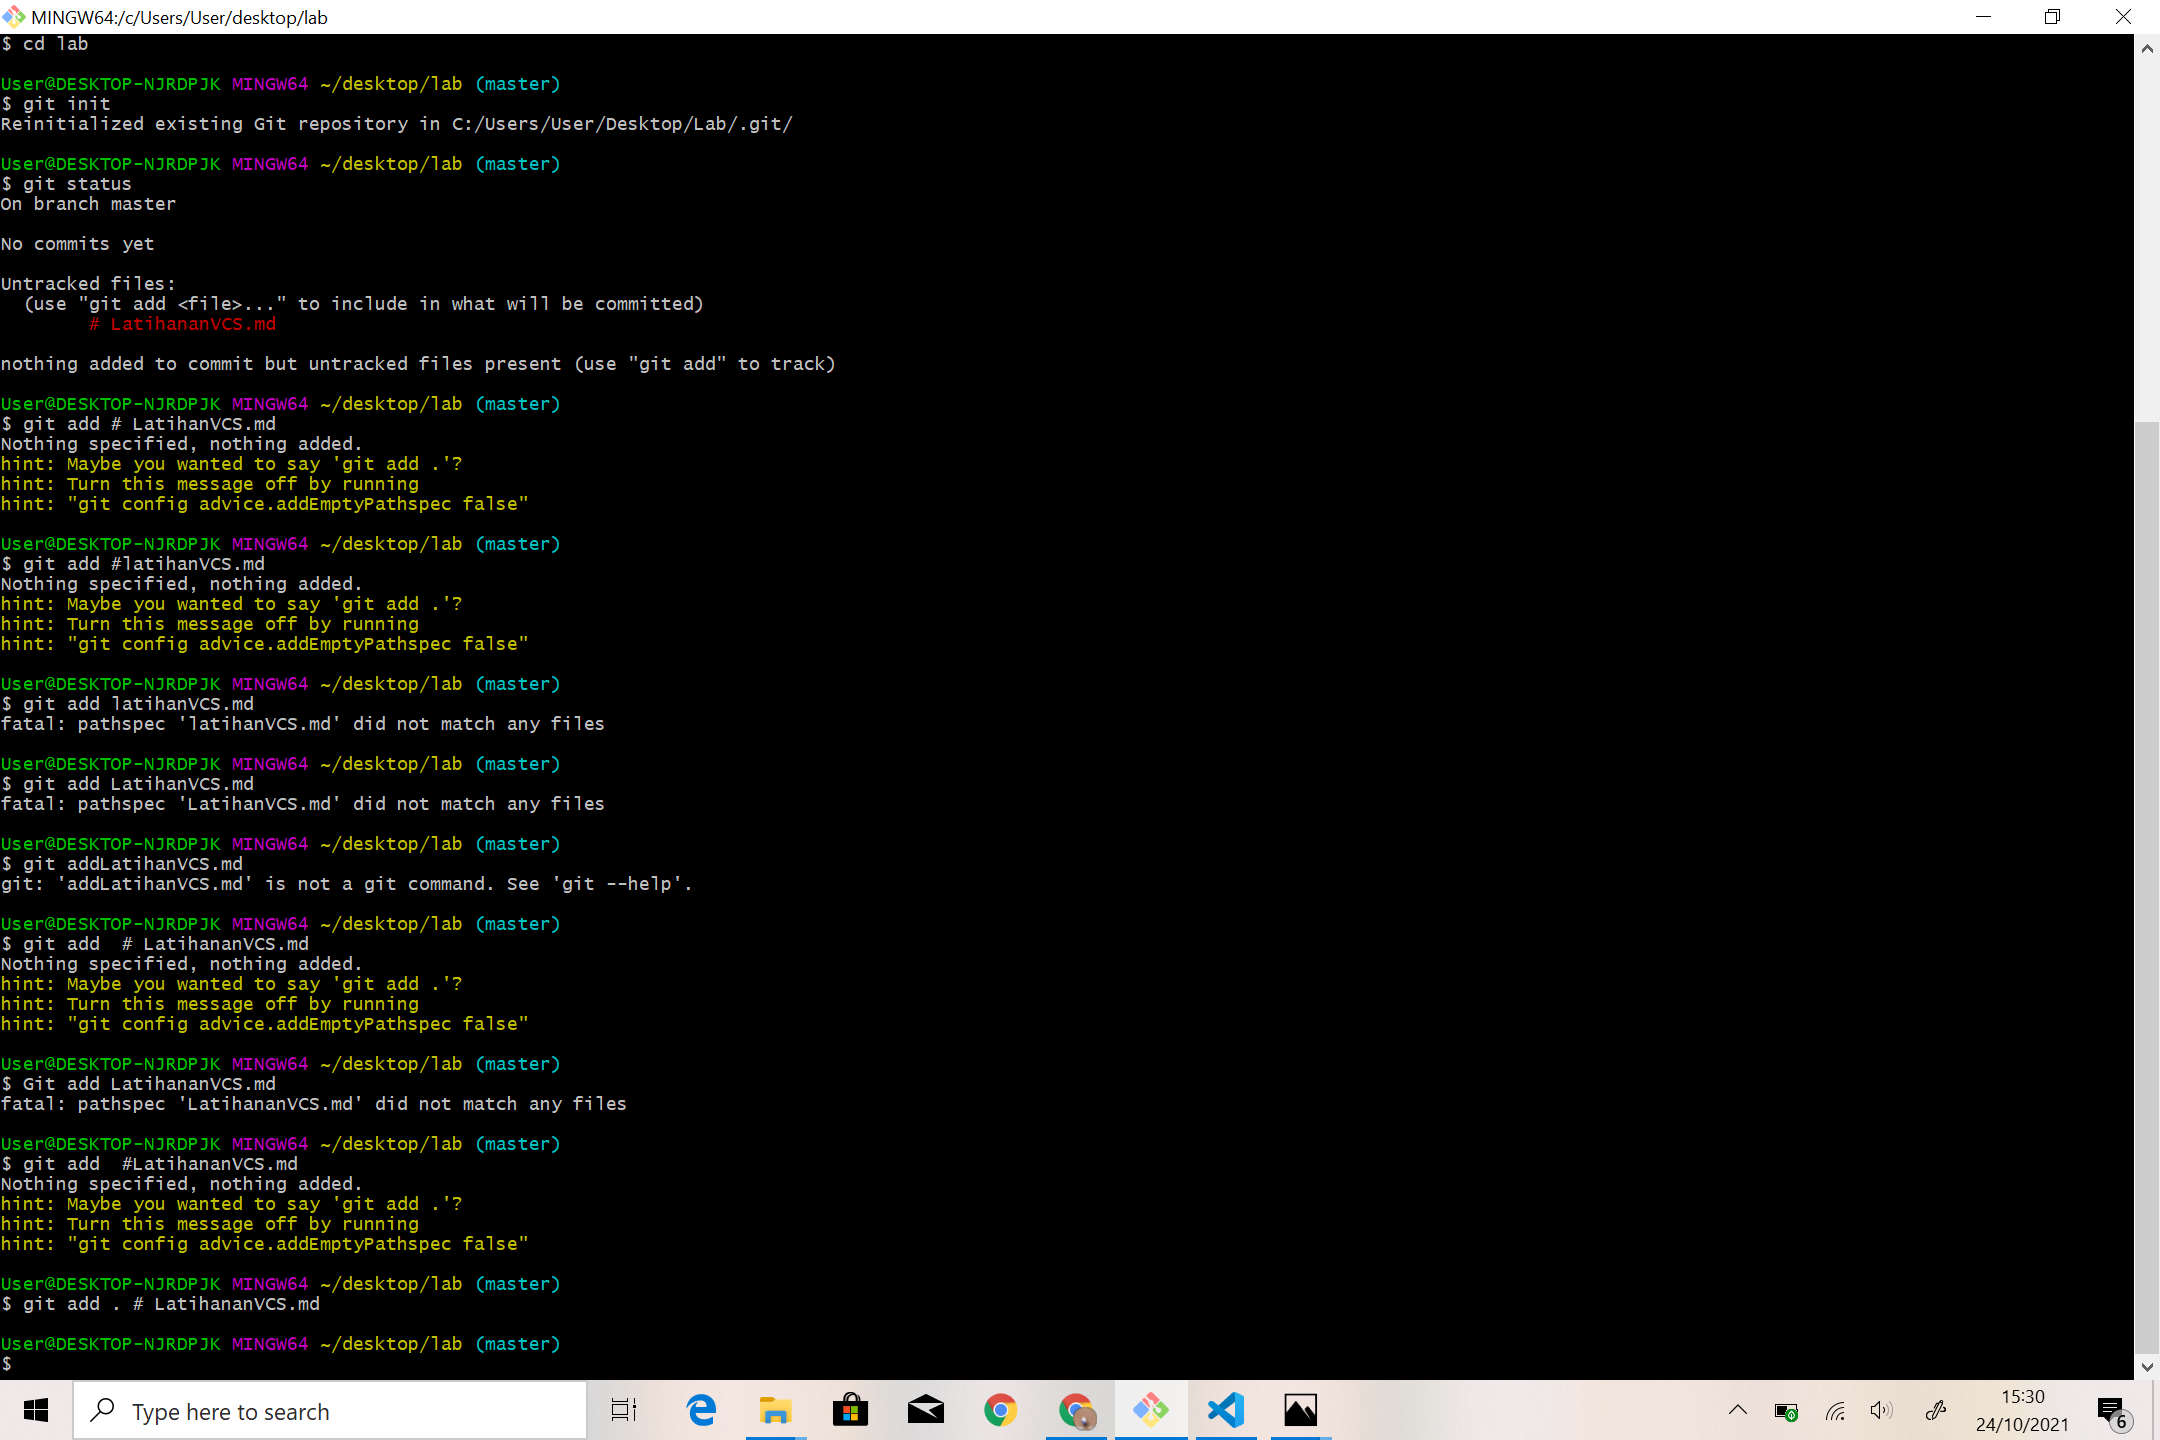 MINGW64:/c/Users/User/desktop/lab
$ cd lab
User@DESKTOP-NJRDPJK MINGW64 ~/desktop/lab (master)
$ git init
Reinitialized existing Git repository in C:/Users/User/Desktop/Lab/.git/
User@DESKTOP-NJRDPJK MINGW64 ~/desktop/lab (master)
$ git status
On branch master
No commits yet
Untracked files:
(use "git add <file>..." to include in what will be committed)
# LatihananVCS.md
nothing added to commit but untracked files present (use "git add" to track)
User@DESKTOP-NJRDPJK MINGW64 ~/desktop/lab (master)
$ git add # LatihanVCS.md
Nothing specified, nothing added.
hint: Maybe you wanted to say 'git add .'?
hint: Turn this message off by running
hint: "git config advice.addEmptyPathspec false"
User@DESKTOP-NJRDPJK MINGW64 ~/desktop/lab (master)
$ git add #latihanVCS.md
Nothing specified, nothing added.
hint: Maybe you wanted to say 'git add .'?
hint: Turn this message off by running
hint: "git config advice.addEmptyPathspec false"
User@DESKTOP-NJRDPJK MINGW64 ~/desktop/lab (master)
$ git add latihanVCS.md
fatal: pathspec 'latihanVCS.md' did not match any files
User@DESKTOP-NJRDPJK MINGW64 ~/desktop/lab (master)
$ git add LatihanVCS.md
fatal: pathspec 'LatihanVCS.md' did not match any files
User@DESKTOP-NJRDPJK MINGW64 ~/desktop/lab (master)
$ git addLatihanVCS.md
git: 'addLatihanVCS.md' is not a git command. See 'git --help'.
User@DESKTOP-NJRDPJK MINGW64 ~/desktop/lab (master)
$ git add  # LatihananVCS.md
Nothing specified, nothing added.
hint: Maybe you wanted to say 'git add .'?
hint: Turn this message off by running
hint: "git config advice.addEmptyPathspec false"
User@DESKTOP-NJRDPJK MINGW64 ~/desktop/lab (master)
$ Git add LatihananVCS.md
fatal: pathspec 'LatihananVCS.md' did not match any files
User@DESKTOP-NJRDPJK MINGW64 ~/desktop/lab (master)
$ git add  #LatihananVCS.md
Nothing specified, nothing added.
hint: Maybe you wanted to say 'git add .'?
hint: Turn this message off by running
hint: "git config advice.addEmptyPathspec false"
User@DESKTOP-NJRDPJK MINGW64 ~/desktop/lab (master)
$ git add . # LatihananVCS.md
User@DESKTOP-NJRDPJK MINGW64 ~/desktop/lab (master)
$
Type here to search
15:30
24/10/2021
6